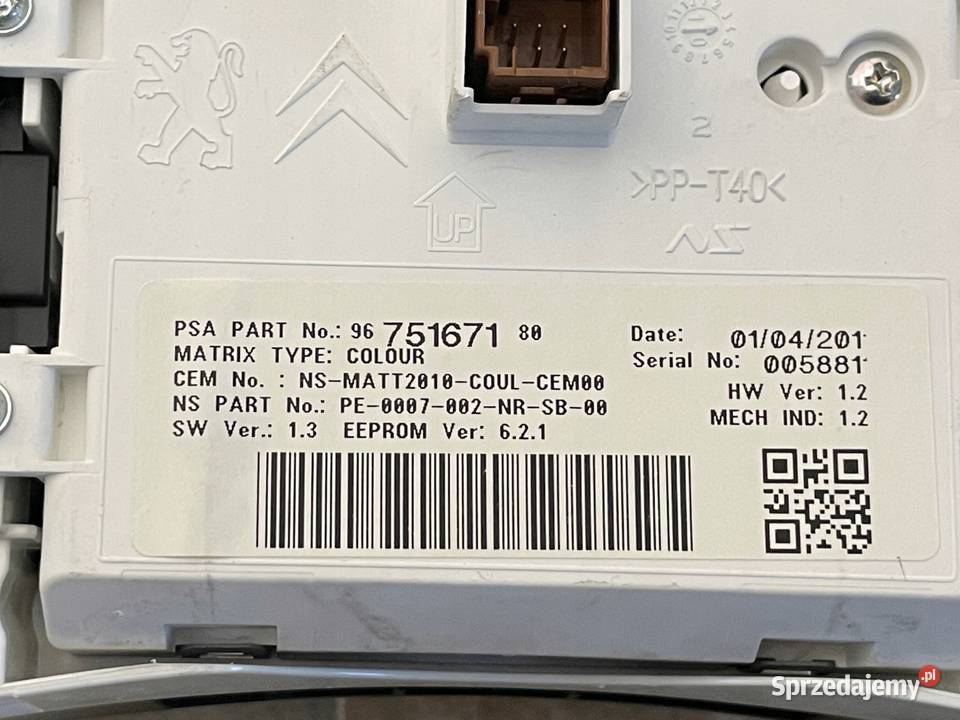 2
>PP-T40<
UP
NS
PSA PART No.: 96 751671 80
MATRIX TYPE: COLOUR
CEM No. : NS-MATT2010-COUL-CEM00
NS PART No.: PE-0007-002-NR-SB-00
SW Ver.: 1.3 EEPROM Ver: 6.2.1
Date: 01/04/201
Serial No: 005881
HW Ver: 1.2
MECH IND: 1.2
Sprzedajemy.pl